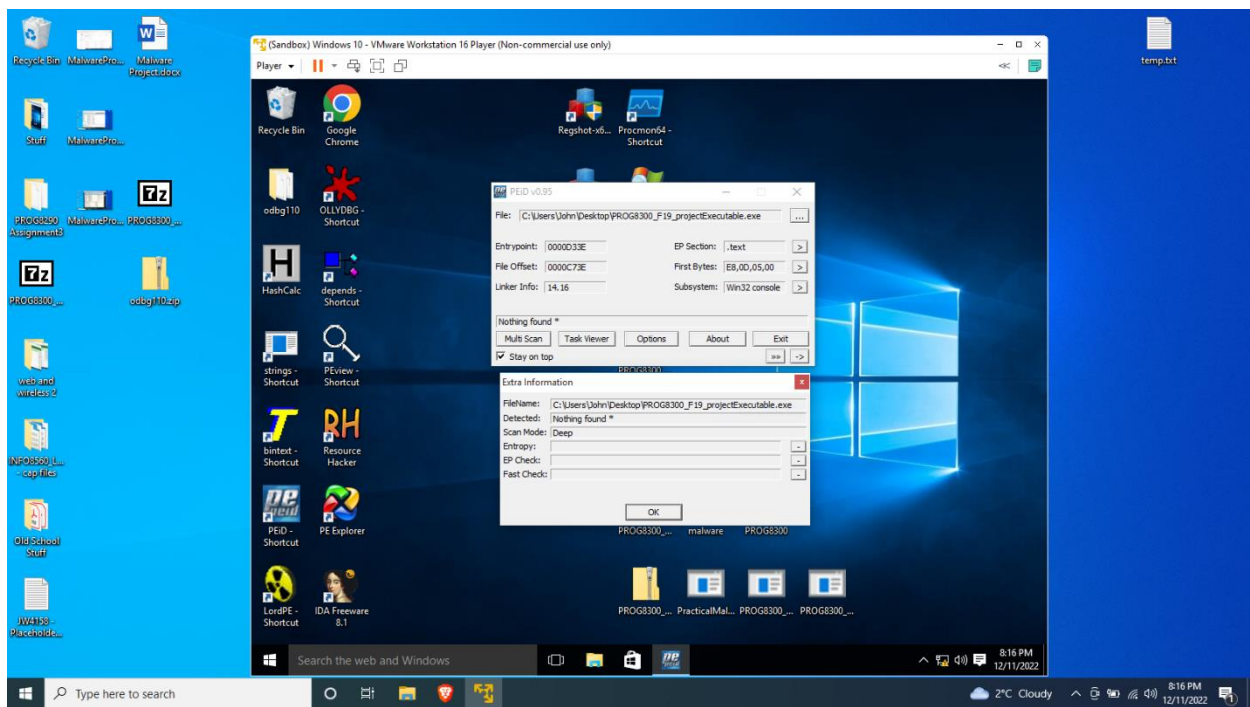 Recycle Bin
MalwarePro...
Malware
Project.docx
Stuff
MalwarePro...
PROG8290
Assignment3
MalwarePro...
PROG8300_...
PROG8300_...
odbg110.zip
web and
wireless 2
INFO8560_L...
- cap files
Old School
Stuff
JW4158 -
Placeholde...
temp.txt
(Sandbox) Windows 10 - VMware Workstation 16 Player (Non-commercial use only)
Player
Recycle Bin
Google
Chrome
Regshot-x6...
Procmon64 -
Shortcut
odbg110
OLLYDBG -
Shortcut
HashCalc
depends -
Shortcut
strings -
Shortcut
PEview -
Shortcut
bintext -
Shortcut
Resource
Hacker
PEiD -
Shortcut
PE Explorer
LordPE -
Shortcut
IDA Freeware
8.1
PEiD v0.95
File: C:\Users\John\Desktop\PROG8300_F19_projectExecutable.exe ...
Entrypoint: 0000D33E EP Section: .text >
File Offset: 0000C73E First Bytes: E8,0D,05,00 >
Linker Info: 14.16 Subsystem: Win32 console >
Nothing found *
Multi Scan Task Viewer Options About Exit
Stay on top >> ->
PROG8300
Extra Information
FileName: C:\Users\John\Desktop\PROG8300_F19_projectExecutable.exe
Detected: Nothing found *
Scan Mode: Deep
Entropy: -
EP Check: -
Fast Check: -
OK
PROG8300_... malware PROG8300
PROG8300_... PracticalMal... PROG8300_... PROG8300_...
Search the web and Windows
8:16 PM
12/11/2022
Type here to search
2°C Cloudy
8:16 PM
12/11/2022
1